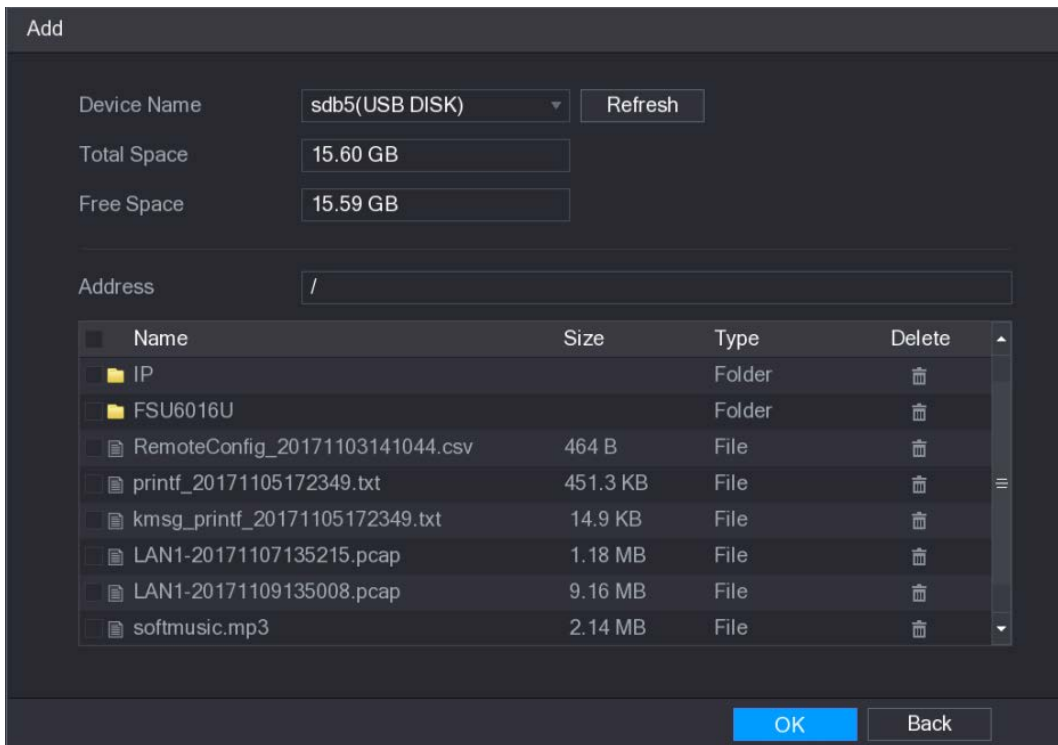 Add
Device Name sdb5(USB DISK) Refresh
Total Space 15.60 GB
Free Space 15.59 GB
Address /
Name Size Type Delete
IP Folder
FSU6016U Folder
RemoteConfig_20171103141044.csv 464 B File
printf_20171105172349.txt 451.3 KB File
kmsg_printf_20171105172349.txt 14.9 KB File
LAN1-20171107135215.pcap 1.18 MB File
LAN1-20171109135008.pcap 9.16 MB File
softmusic.mp3 2.14 MB File
OK Back